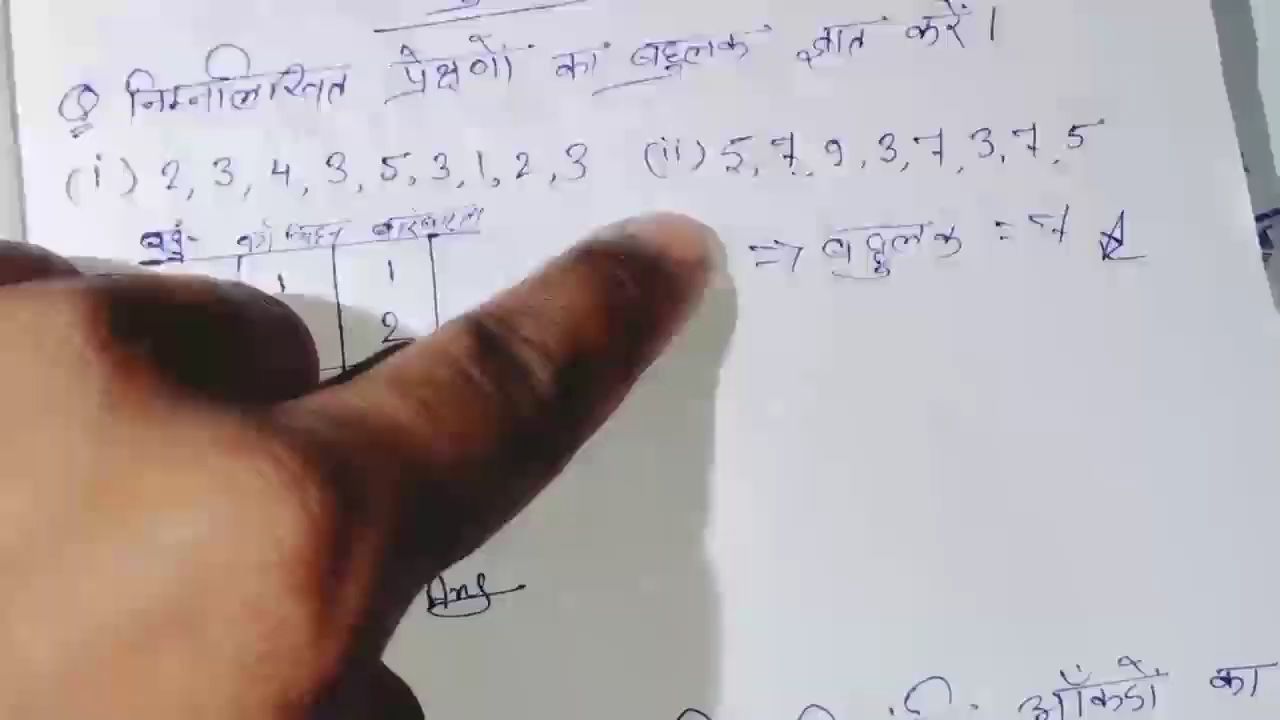 Q निम्नलिखित प्रेक्षणों का बहुलक ज्ञात करें।
(i) 2, 3, 4, 3, 5, 3, 1, 2, 3 (ii) 5, 7, 9, 3, 7, 3, 7, 5
⇒ बहुलक = 7
1 1
2
Ans
आँकड़ों का